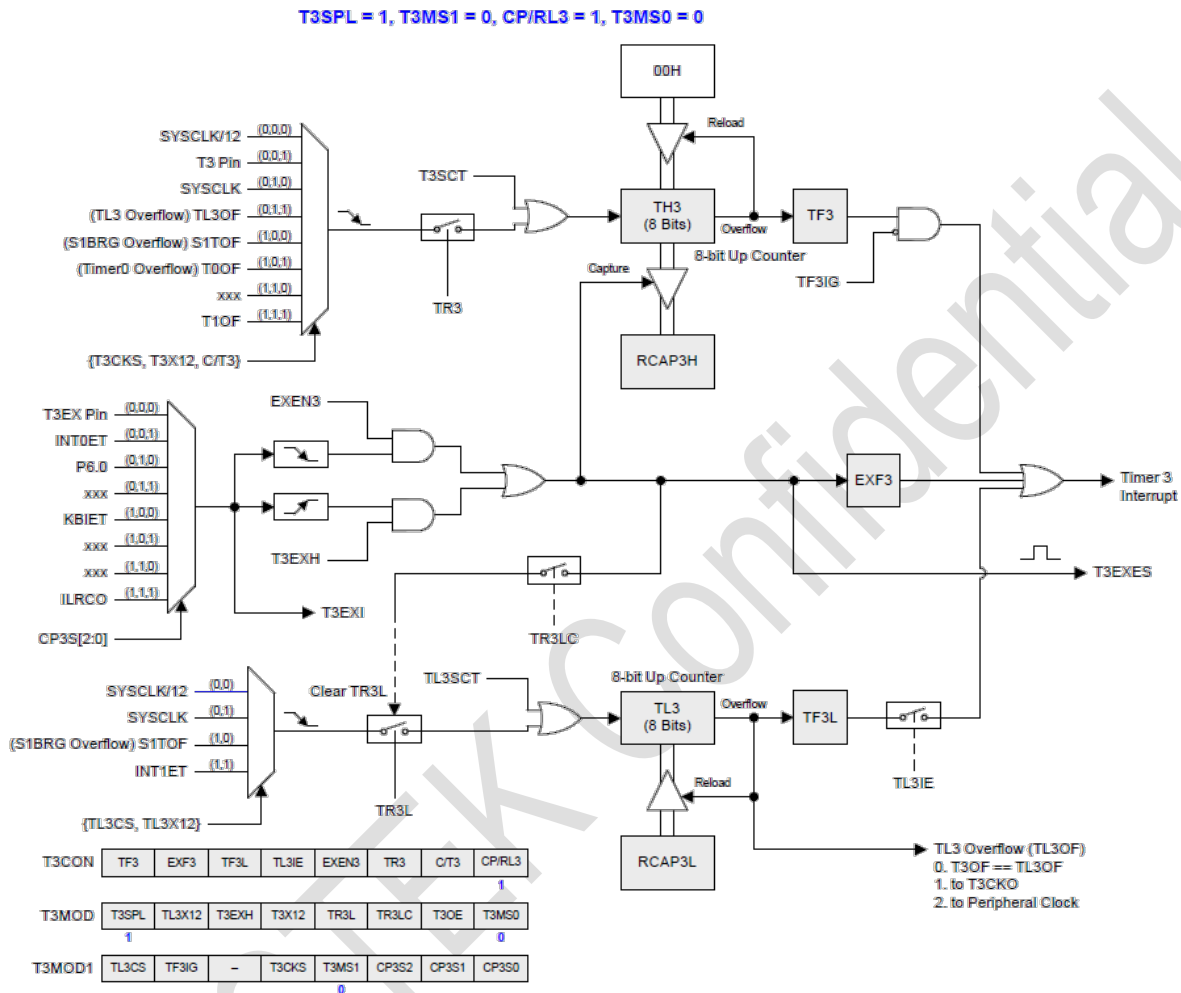 T3SPL = 1, T3MS1 = 0, CP/RL3 = 1, T3MS0 = 0
00H
Reload
SYSCLK/12 (0,0,0)
T3 Pin (0,0,1)
SYSCLK (0,1,0)
(TL3 Overflow) TL3OF (0,1,1)
(S1BRG Overflow) S1TOF (1,0,0)
(Timer0 Overflow) T0OF (1,0,1)
xxx (1,1,0)
T1OF (1,1,1)
{T3CKS, T3X12, C/T3}
TR3
T3SCT
TH3
(8 Bits)
Overflow
8-bit Up Counter
TF3
TF3IG
Capture
RCAP3H
T3EX Pin (0,0,0)
INT0ET (0,0,1)
P6.0 (0,1,0)
xxx (0,1,1)
KBIET (1,0,0)
xxx (1,0,1)
xxx (1,1,0)
ILRCO (1,1,1)
CP3S[2:0]
EXEN3
T3EXH
T3EXI
EXF3
Timer 3
Interrupt
T3EXES
TR3LC
SYSCLK/12 (0,0)
SYSCLK (0,1)
(S1BRG Overflow) S1TOF (1,0)
INT1ET (1,1)
{TL3CS, TL3X12}
Clear TR3L
TR3L
TL3SCT
8-bit Up Counter
TL3
(8 Bits)
Overflow
TF3L
TL3IE
Reload
RCAP3L
TL3 Overflow (TL3OF)
0. T3OF == TL3OF
1. to T3CKO
2. to Peripheral Clock
T3CON TF3 EXF3 TF3L TL3IE EXEN3 TR3 C/T3 CP/RL3
1
T3MOD T3SPL TL3X12 T3EXH T3X12 TR3L TR3LC T3OE T3MS0
1 0
T3MOD1 TL3CS TF3IG – T3CKS T3MS1 CP3S2 CP3S1 CP3S0
0
Confidential